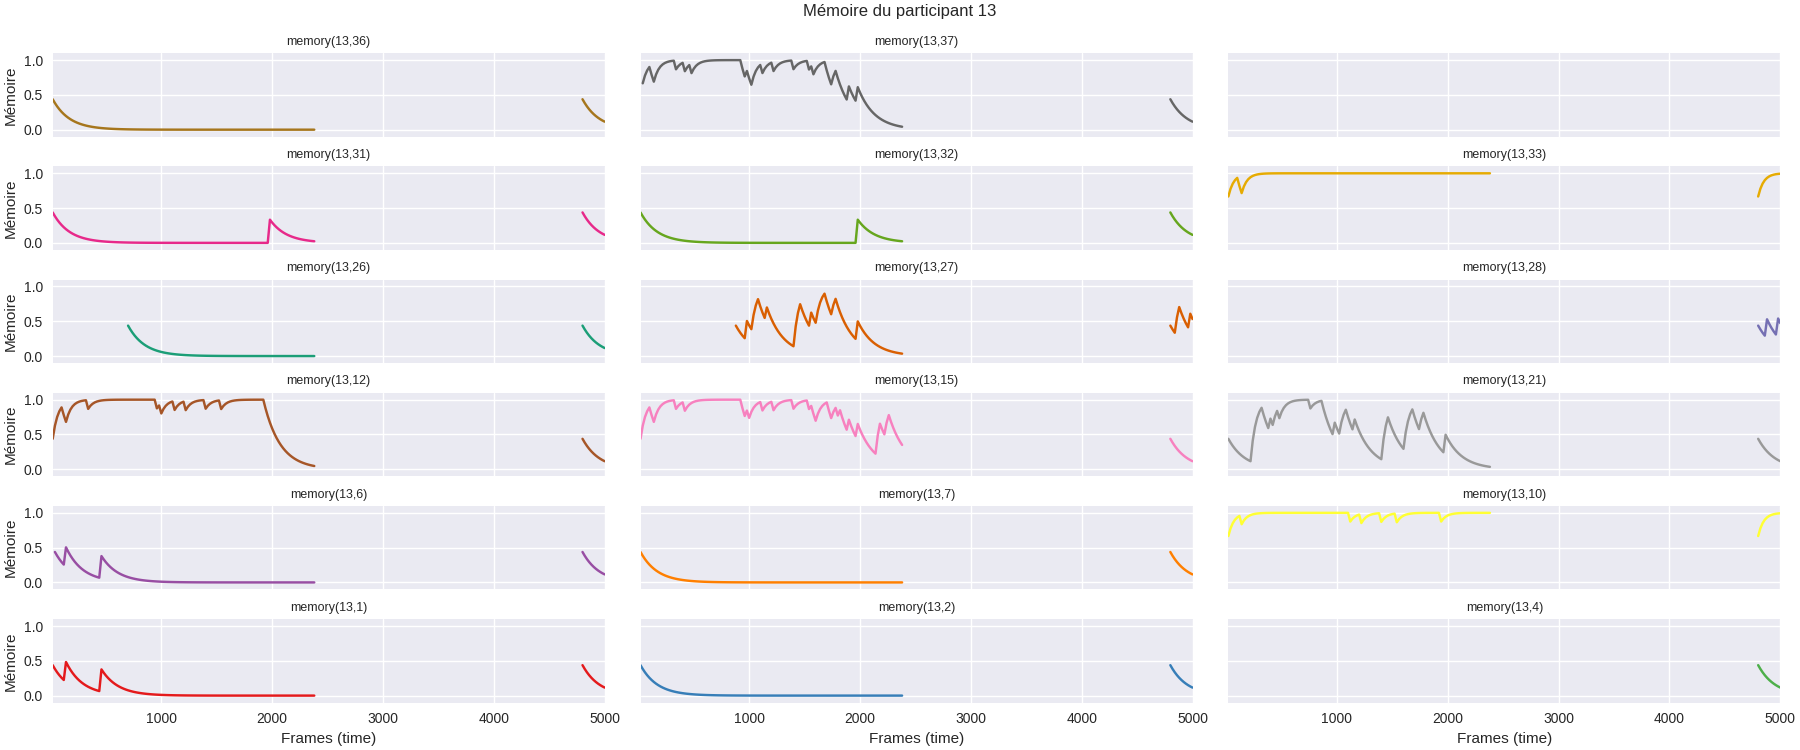 Mémoire du participant 13
memory(13,36)
memory(13,37)
Mémoire
1.0
0.5
0.0
memory(13,31)
memory(13,32)
memory(13,33)
Mémoire
1.0
0.5
0.0
memory(13,26)
memory(13,27)
memory(13,28)
Mémoire
1.0
0.5
0.0
memory(13,12)
memory(13,15)
memory(13,21)
Mémoire
1.0
0.5
0.0
memory(13,6)
memory(13,7)
memory(13,10)
Mémoire
1.0
0.5
0.0
memory(13,1)
memory(13,2)
memory(13,4)
Mémoire
1.0
0.5
0.0
1000 2000 3000 4000 5000
1000 2000 3000 4000 5000
1000 2000 3000 4000 5000
Frames (time)
Frames (time)
Frames (time)